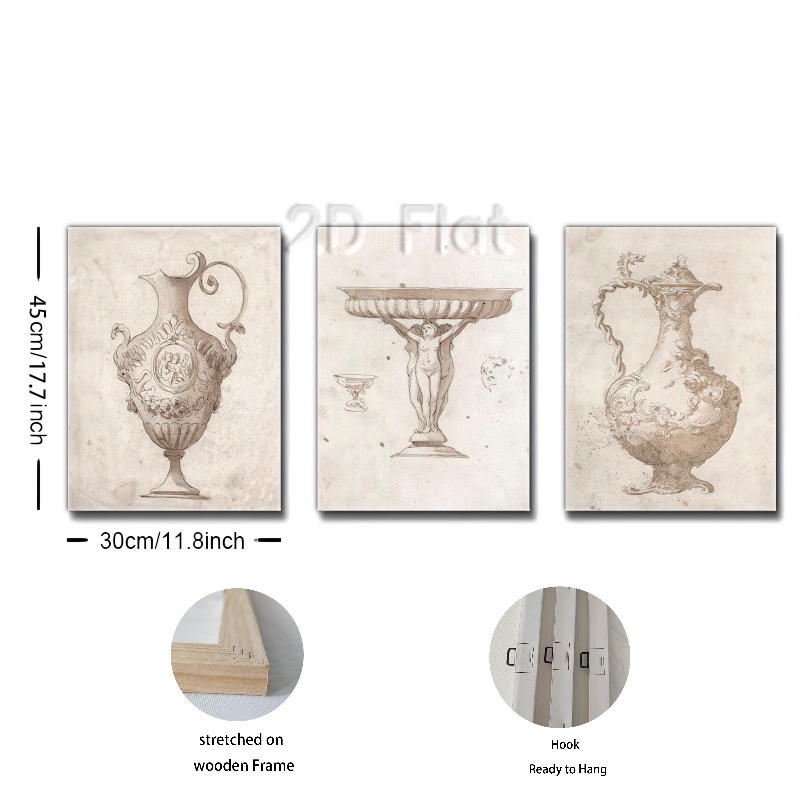 2D Flat
45cm/17.7inch
30cm/11.8inch
stretched on
wooden Frame
Hook
Ready to Hang